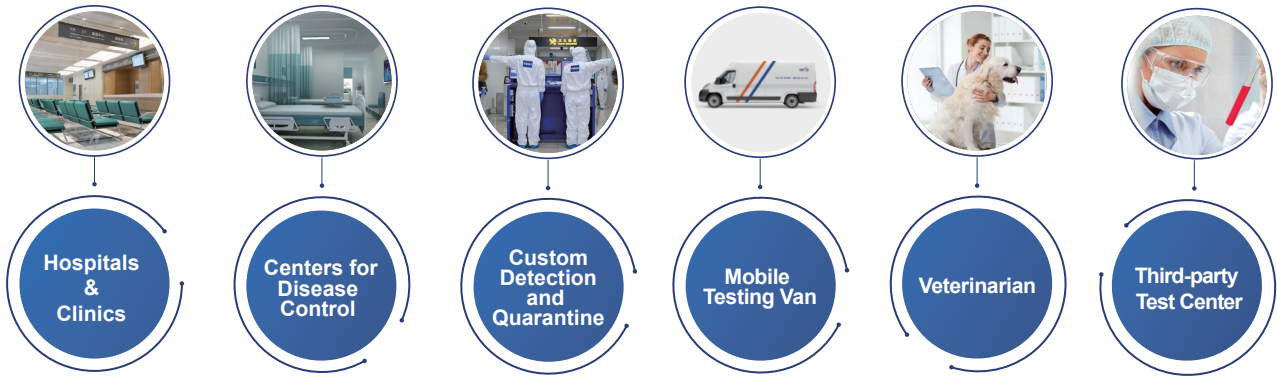 Hospitals
&
Clinics
Centers for
Disease
Control
Custom
Detection
and
Quarantine
Mobile
Testing Van
Veterinarian
Third-party
Test Center